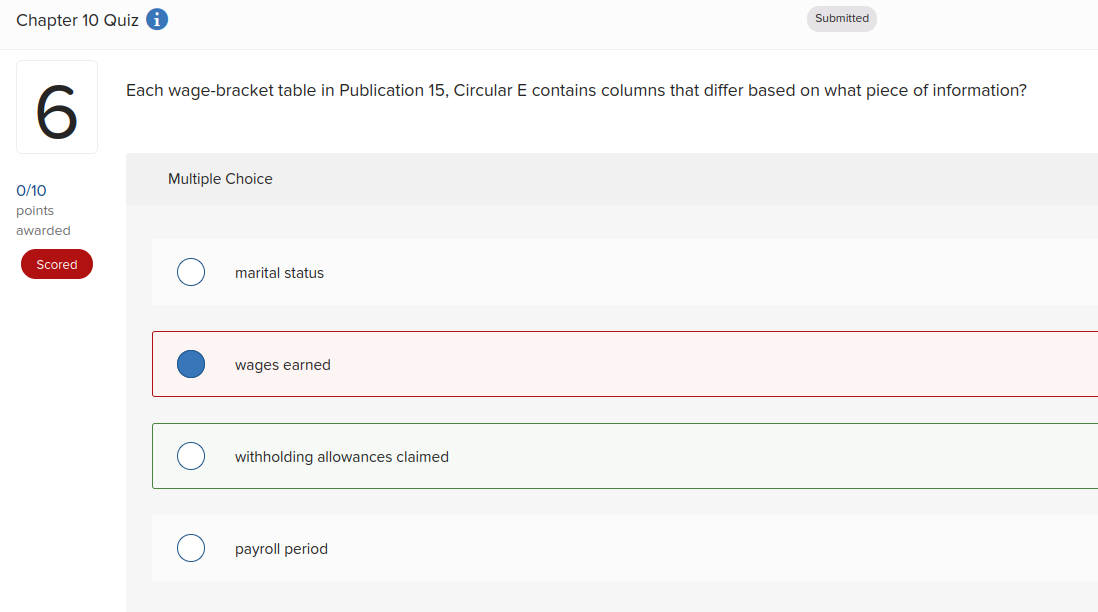 Chapter 10 Quiz i
Submitted
6
Each wage-bracket table in Publication 15, Circular E contains columns that differ based on what piece of information?
0/10
points
awarded
Scored
Multiple Choice
marital status
wages earned
withholding allowances claimed
payroll period